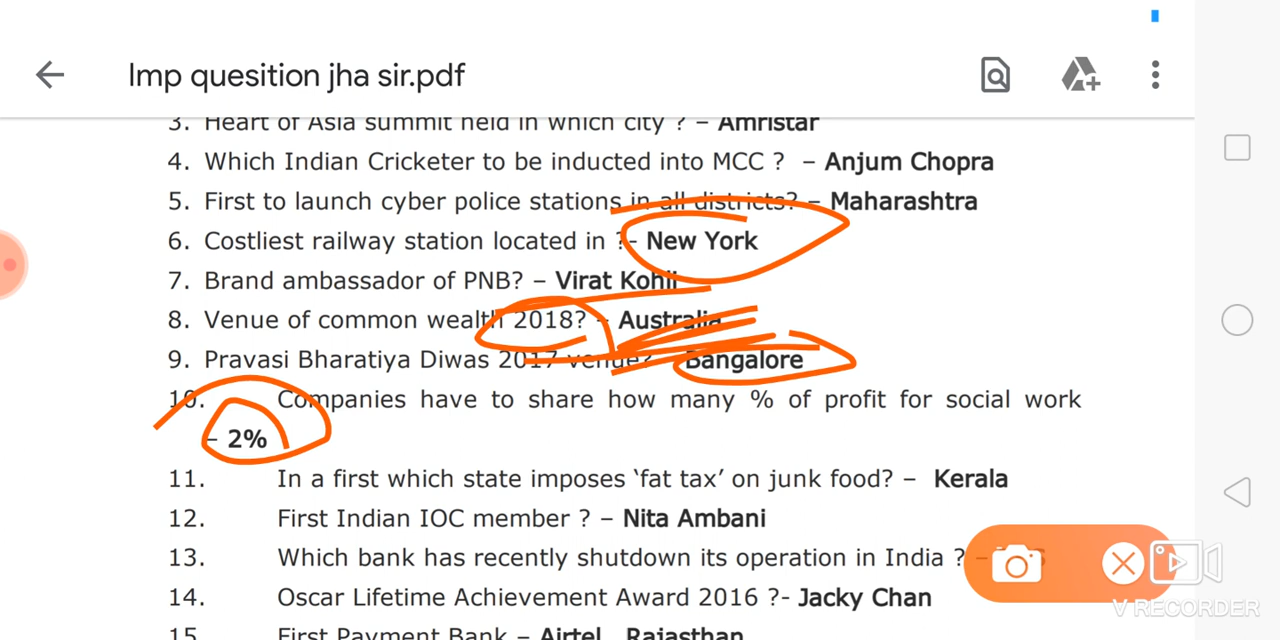 Imp quesition jha sir.pdf
3. Heart of Asia summit held in which city ? – Amristar
4. Which Indian Cricketer to be inducted into MCC ? – Anjum Chopra
5. First to launch cyber police stations in all districts? – Maharashtra
6. Costliest railway station located in ?- New York
7. Brand ambassador of PNB? – Virat Kohli
8. Venue of common wealth 2018? – Australia
9. Pravasi Bharatiya Diwas 2017 venue? Bangalore
10. Companies have to share how many % of profit for social work
– 2%
11. In a first which state imposes ‘fat tax’ on junk food? – Kerala
12. First Indian IOC member ? – Nita Ambani
13. Which bank has recently shutdown its operation in India ? –
14. Oscar Lifetime Achievement Award 2016 ?- Jacky Chan
15. First Payment Bank – Airtel, Rajasthan
V RECORDER